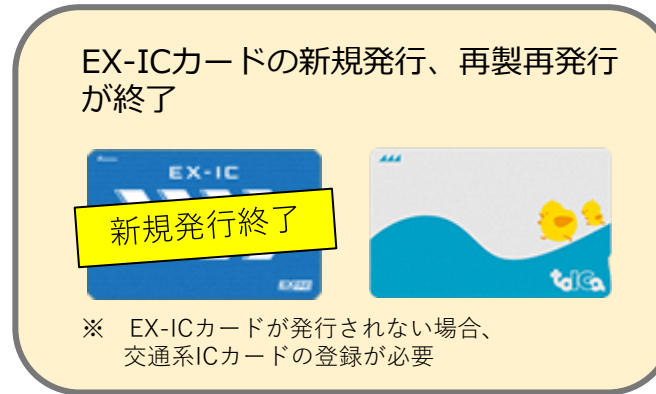 EX-ICカードの新規発行、再製再発行
が終了
EX-IC
新規発行終了
toICa
※　EX-ICカードが発行されない場合、
交通系ICカードの登録が必要